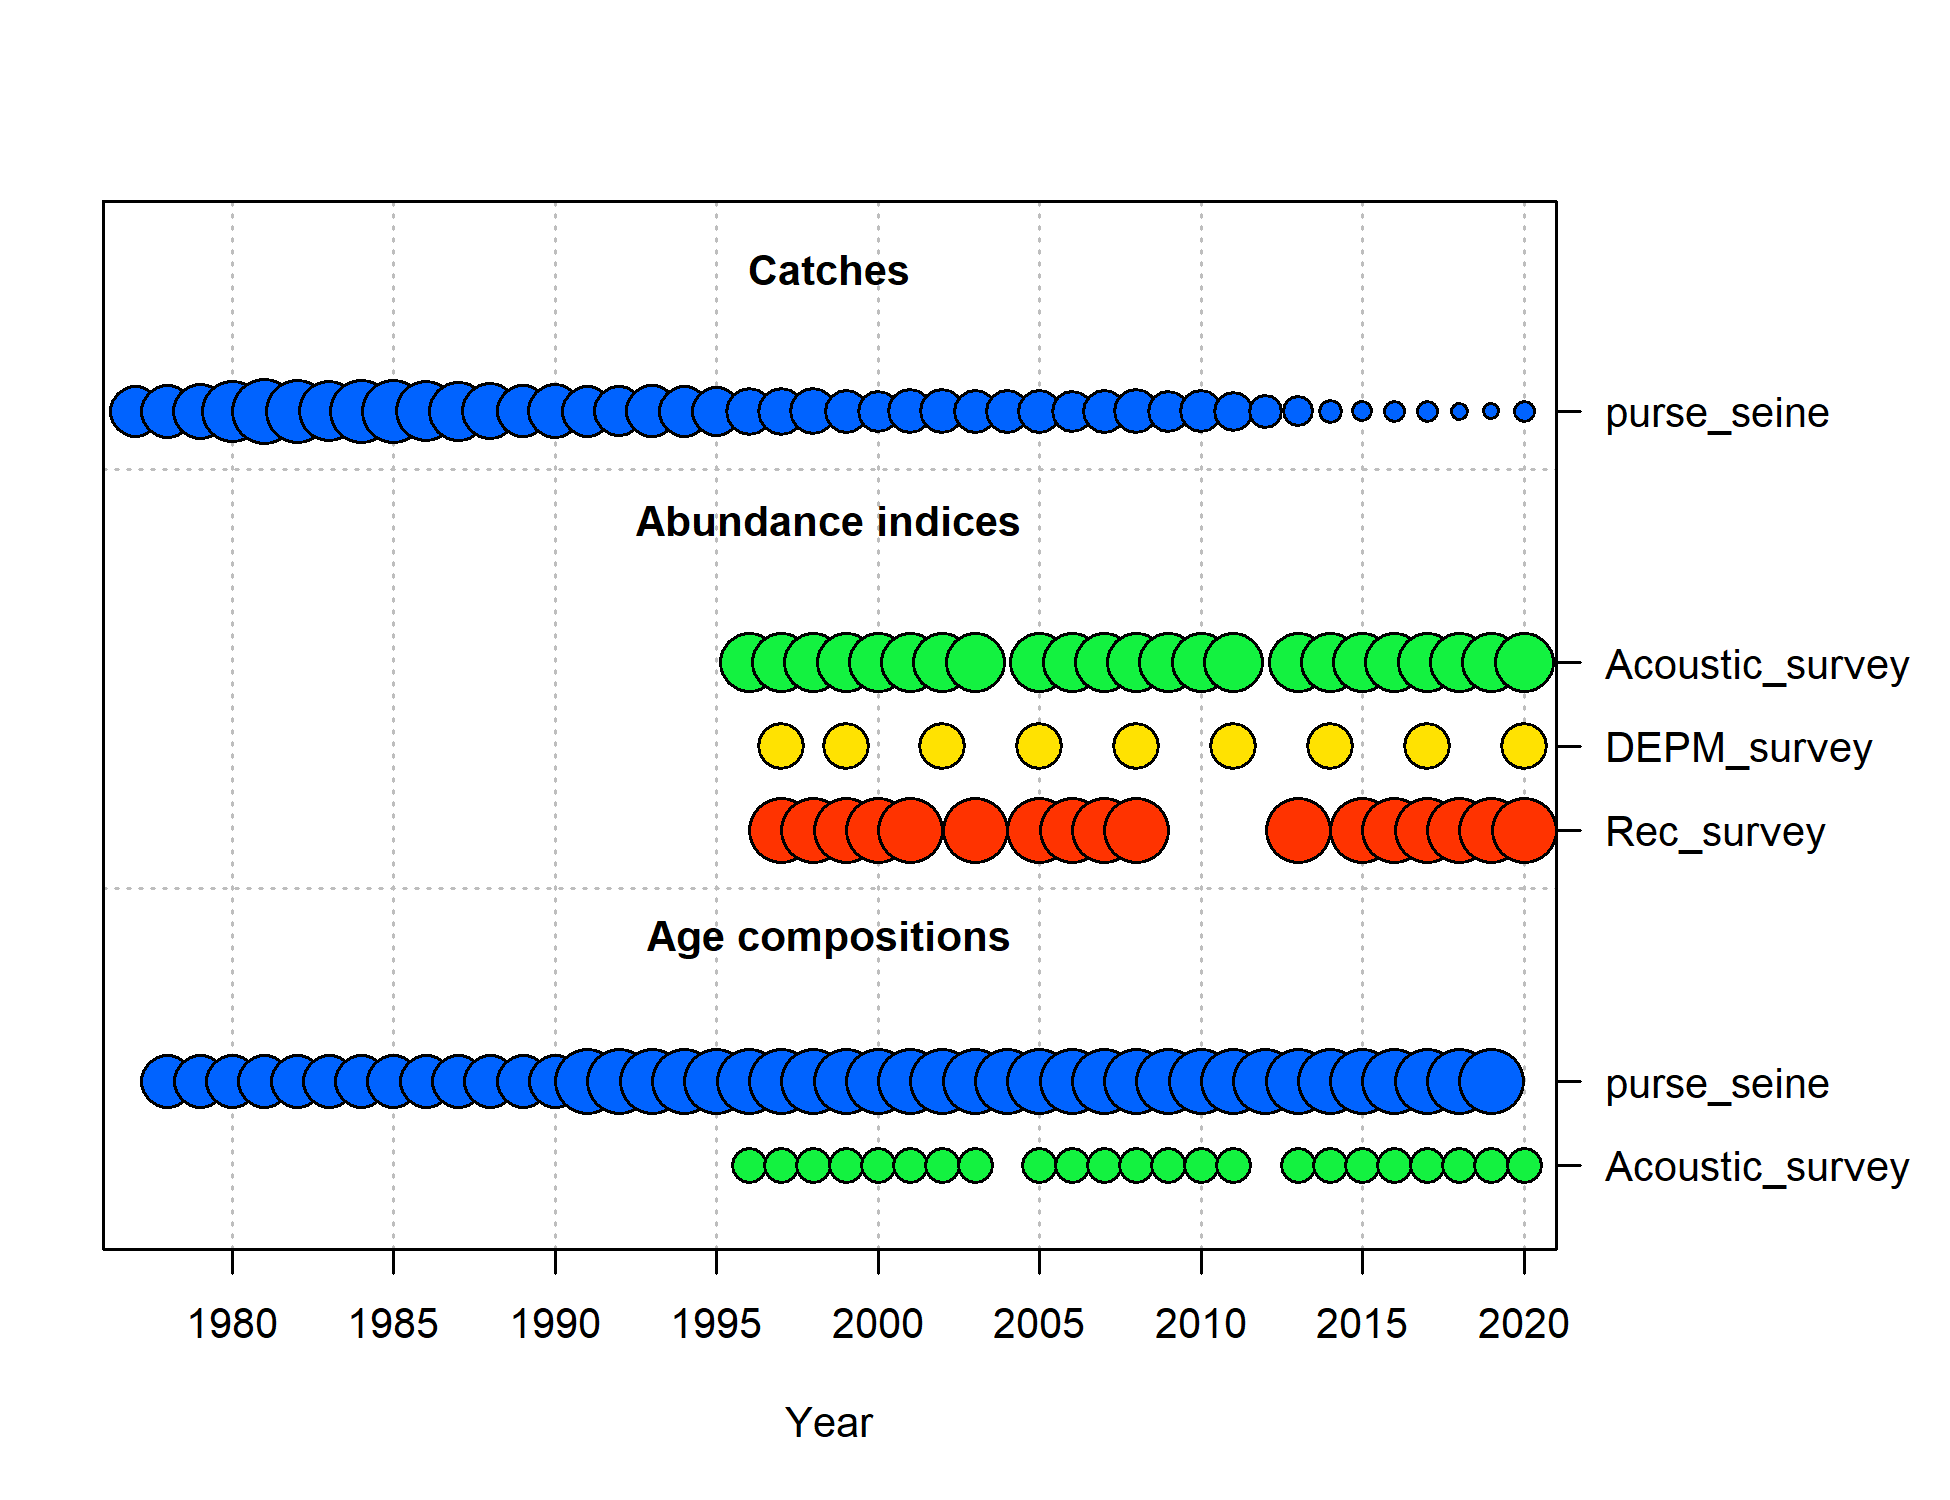 Catches
purse_seine
Abundance indices
Acoustic_survey
DEPM_survey
Rec_survey
Age compositions
purse_seine
Acoustic_survey
1980 1985 1990 1995 2000 2005 2010 2015 2020
Year